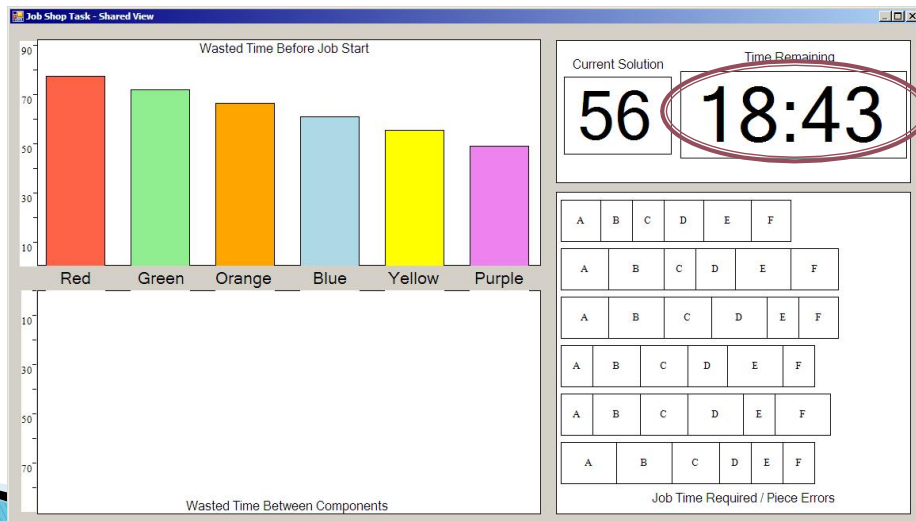 Job Shop Task - Shared View
Wasted Time Before Job Start
90
70
50
30
10
Red Green Orange Blue Yellow Purple
10
30
50
70
Wasted Time Between Components
Current Solution
56
Time Remaining
18:43
A B C D E F
A B C D E F
A B C D E F
A B C D E F
A B C D E F
A B C D E F
Job Time Required / Piece Errors